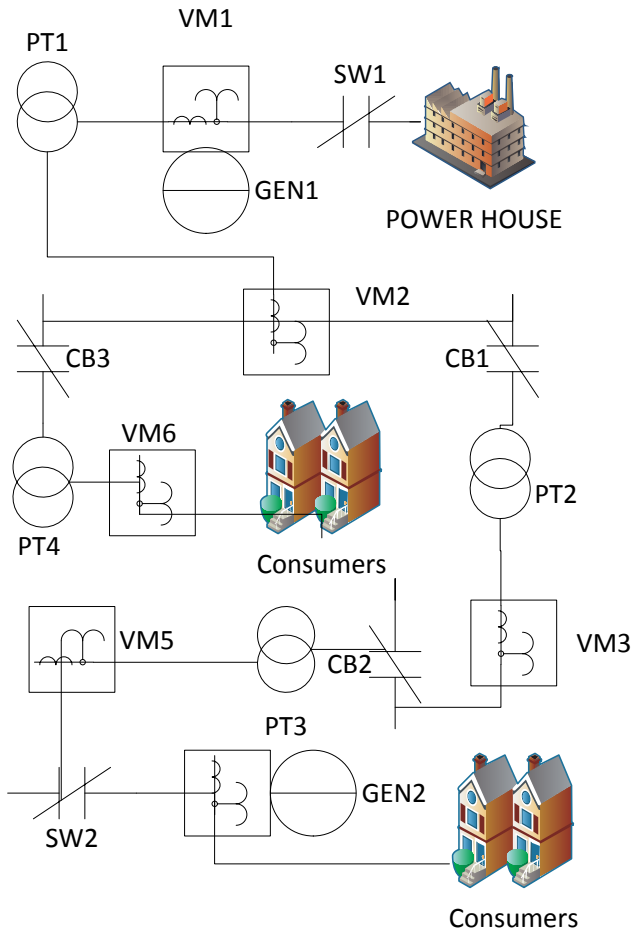 VM1
PT1
SW1
GEN1
POWER HOUSE
VM2
CB3
CB1
VM6
PT2
PT4
Consumers
VM5
CB2
VM3
PT3
GEN2
SW2
Consumers